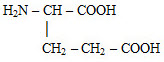 H₂N – CH – COOH
CH₂ – CH₂ – COOH